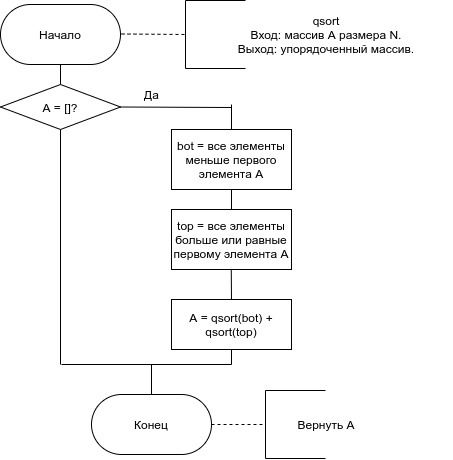 Начало
qsort
Вход: массив A размера N.
Выход: упорядоченный массив.
A = []?
Да
bot = все элементы
меньше первого
элемента A
top = все элементы
больше или равные
первому элемента A
A = qsort(bot) +
qsort(top)
Конец
Вернуть A